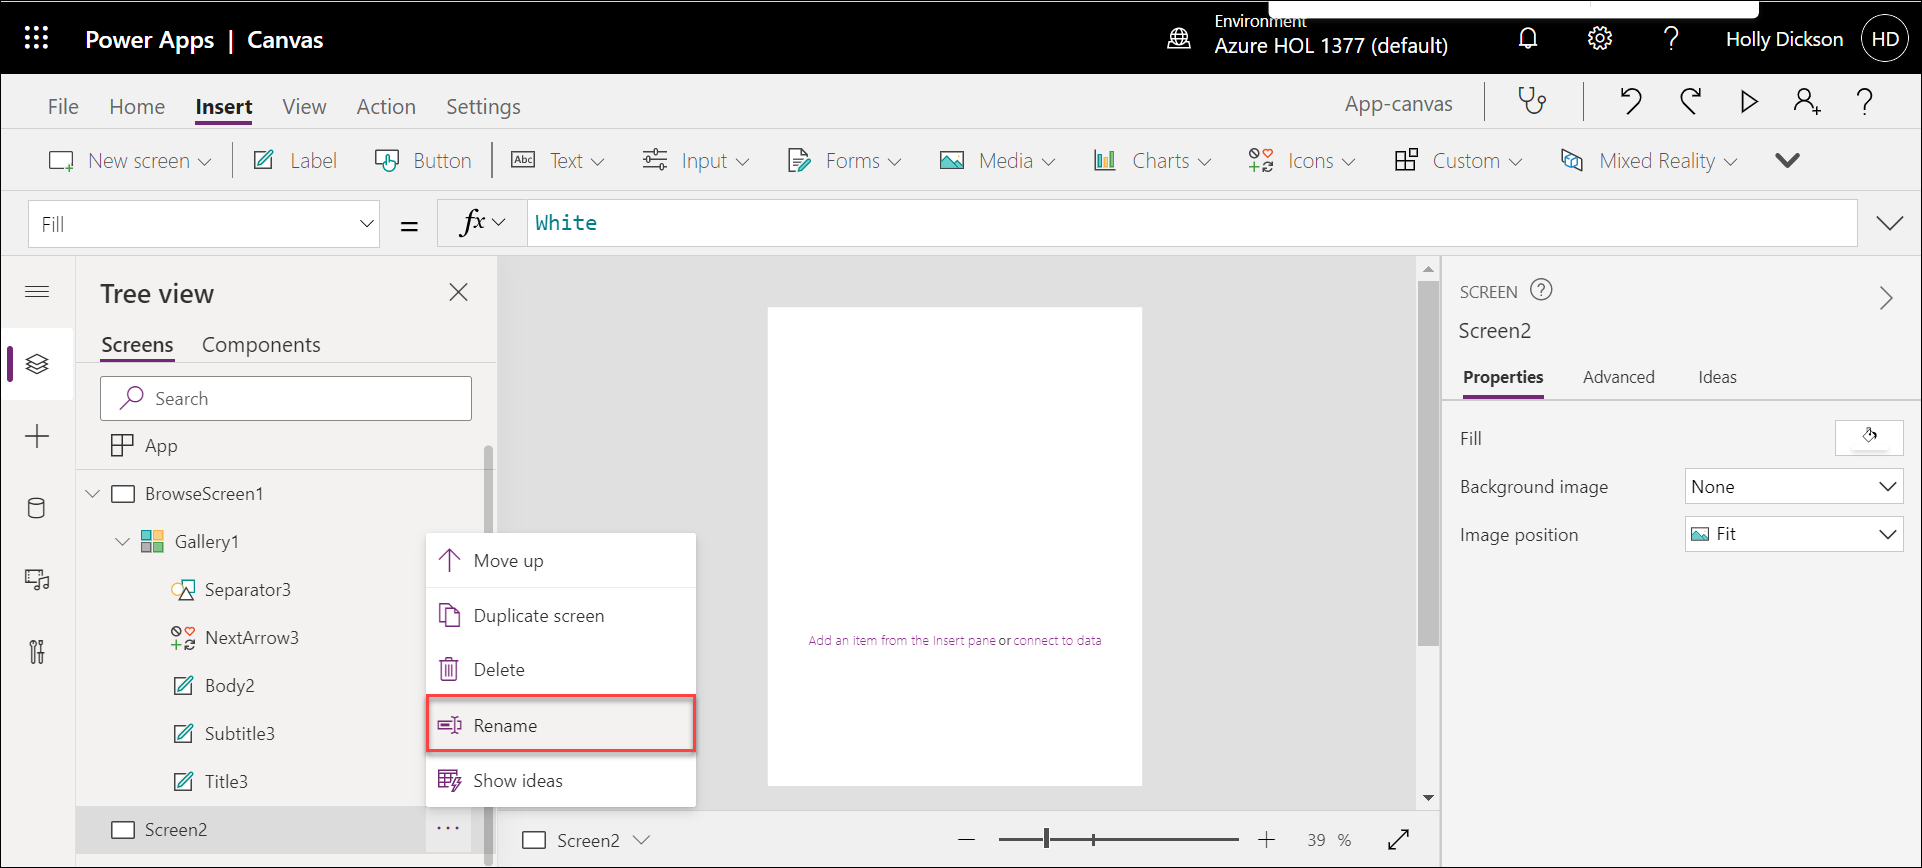 Power Apps | Canvas
Environment
Azure HOL 1377 (default)
?
Holly Dickson
HD
File
Home
Insert
View
Action
Settings
App-canvas
?
New screen
Label
Button
Abc
Text
Input
Forms
Media
Charts
Icons
Custom
Mixed Reality
Fill
=
fx
White
Tree view
Screens
Components
Search
App
BrowseScreen1
Gallery1
Separator3
NextArrow3
Body2
Subtitle3
Title3
Screen2
...
Move up
Duplicate screen
Delete
Rename
Show ideas
Add an item from the Insert pane or connect to data
Screen2
39 %
SCREEN ?
Screen2
Properties
Advanced
Ideas
Fill
Background image
None
Image position
Fit